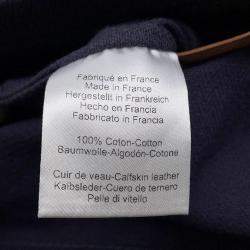 Fabriqué en France
Made in France
Hergestellt in Frankreich
Hecho en Francia
Fabbricato in Francia
100% Coton-Cotton
Baumwolle-Algodón-Cotone
Cuir de veau-Calfskin leather
Kalbsleder-Cuero de ternero
Pelle di vitello